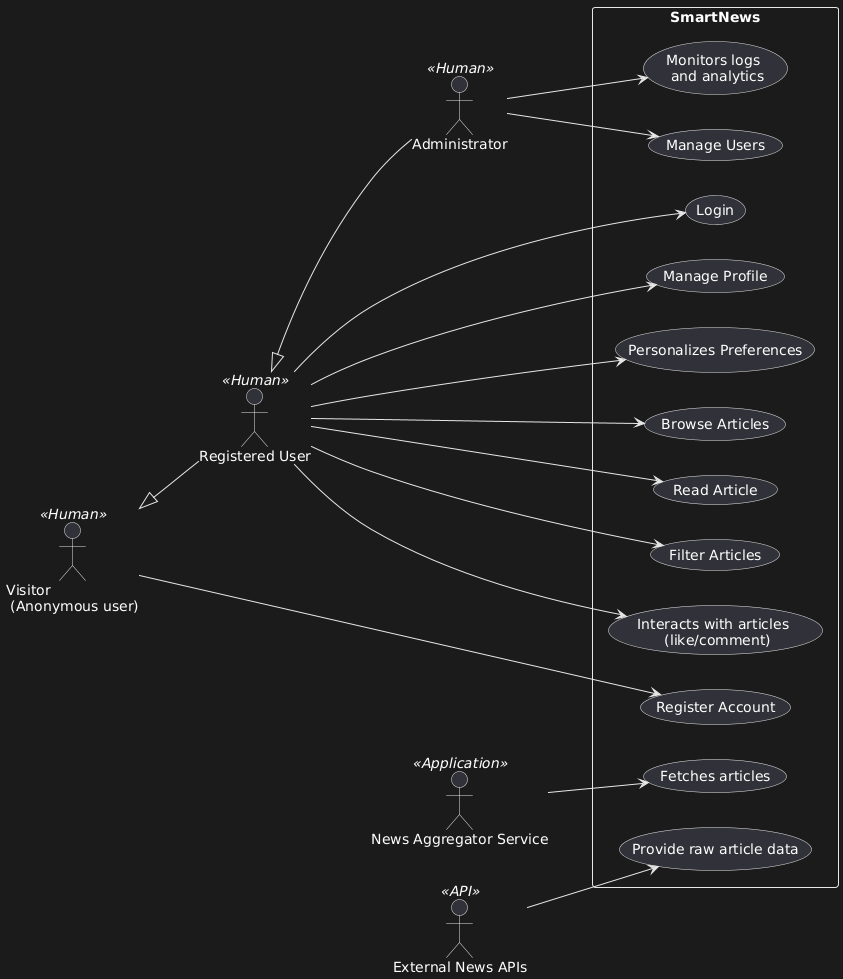 SmartNews
«Human»
Administrator
Monitors logs
and analytics
Manage Users
Login
Manage Profile
«Human»
Registered User
Personalizes Preferences
Browse Articles
Read Article
«Human»
Visitor
(Anonymous user)
Filter Articles
Interacts with articles
(like/comment)
Register Account
«Application»
News Aggregator Service
Fetches articles
Provide raw article data
«API»
External News APIs